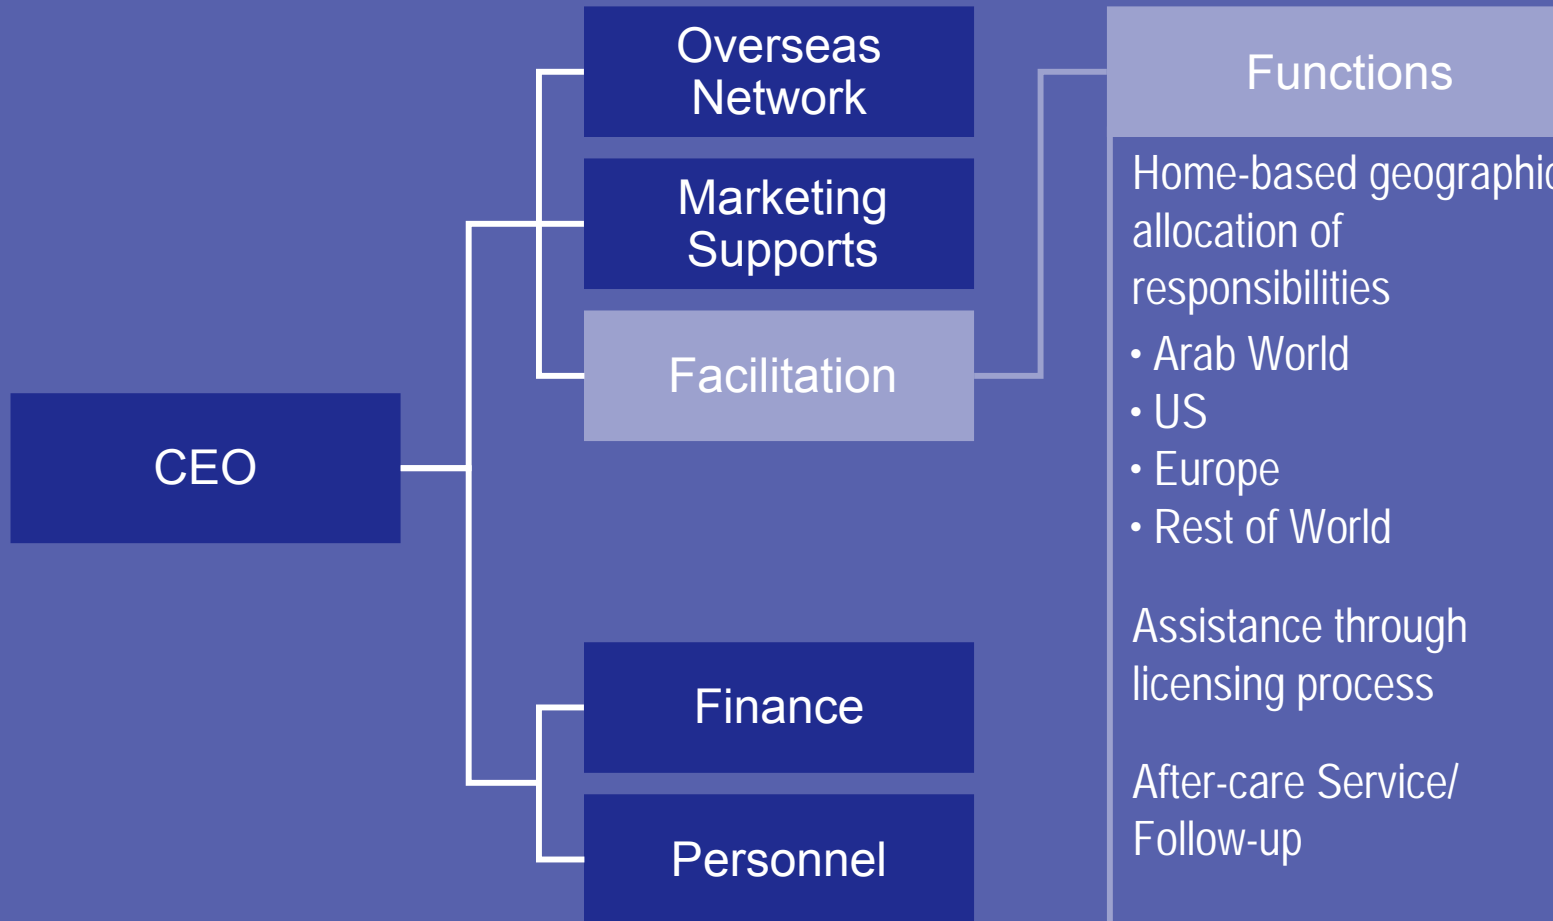 Overseas
Network
Marketing
Supports
Facilitation
CEO
Finance
Personnel
Functions
Home-based geographic
allocation of
responsibilities
• Arab World
• US
• Europe
• Rest of World
Assistance through
licensing process
After-care Service/
Follow-up